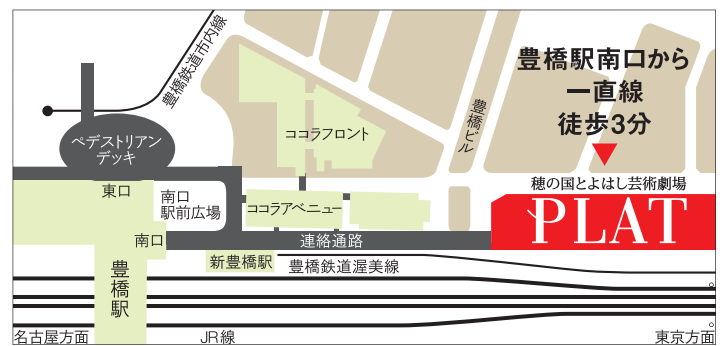 豊橋鉄道市内線
豊橋駅南口から
一直線
徒歩3分
豊橋ビル
ココラフロント
ペデストリアン
デッキ
穂の国とよはし芸術劇場
PLAT
東口
南口
駅前広場
ココラアベニュー
南口
連絡通路
新豊橋駅
豊橋鉄道渥美線
豊橋駅
名古屋方面
JR線
東京方面